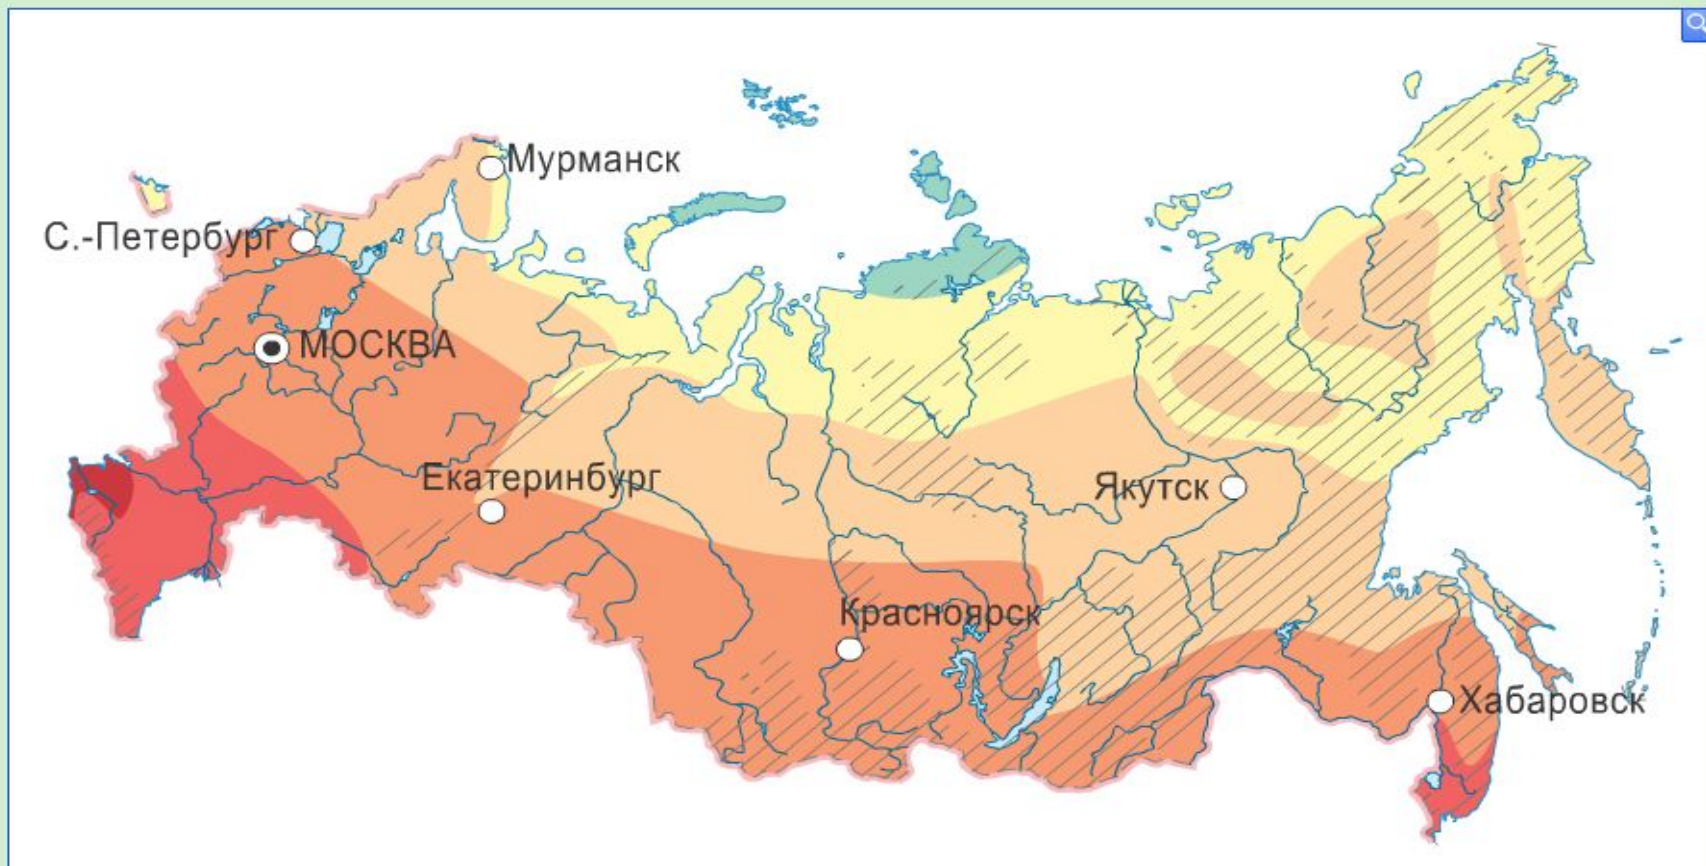 Мурманск
С.-Петербург
МОСКВА
Екатеринбург
Якутск
Красноярск
Хабаровск